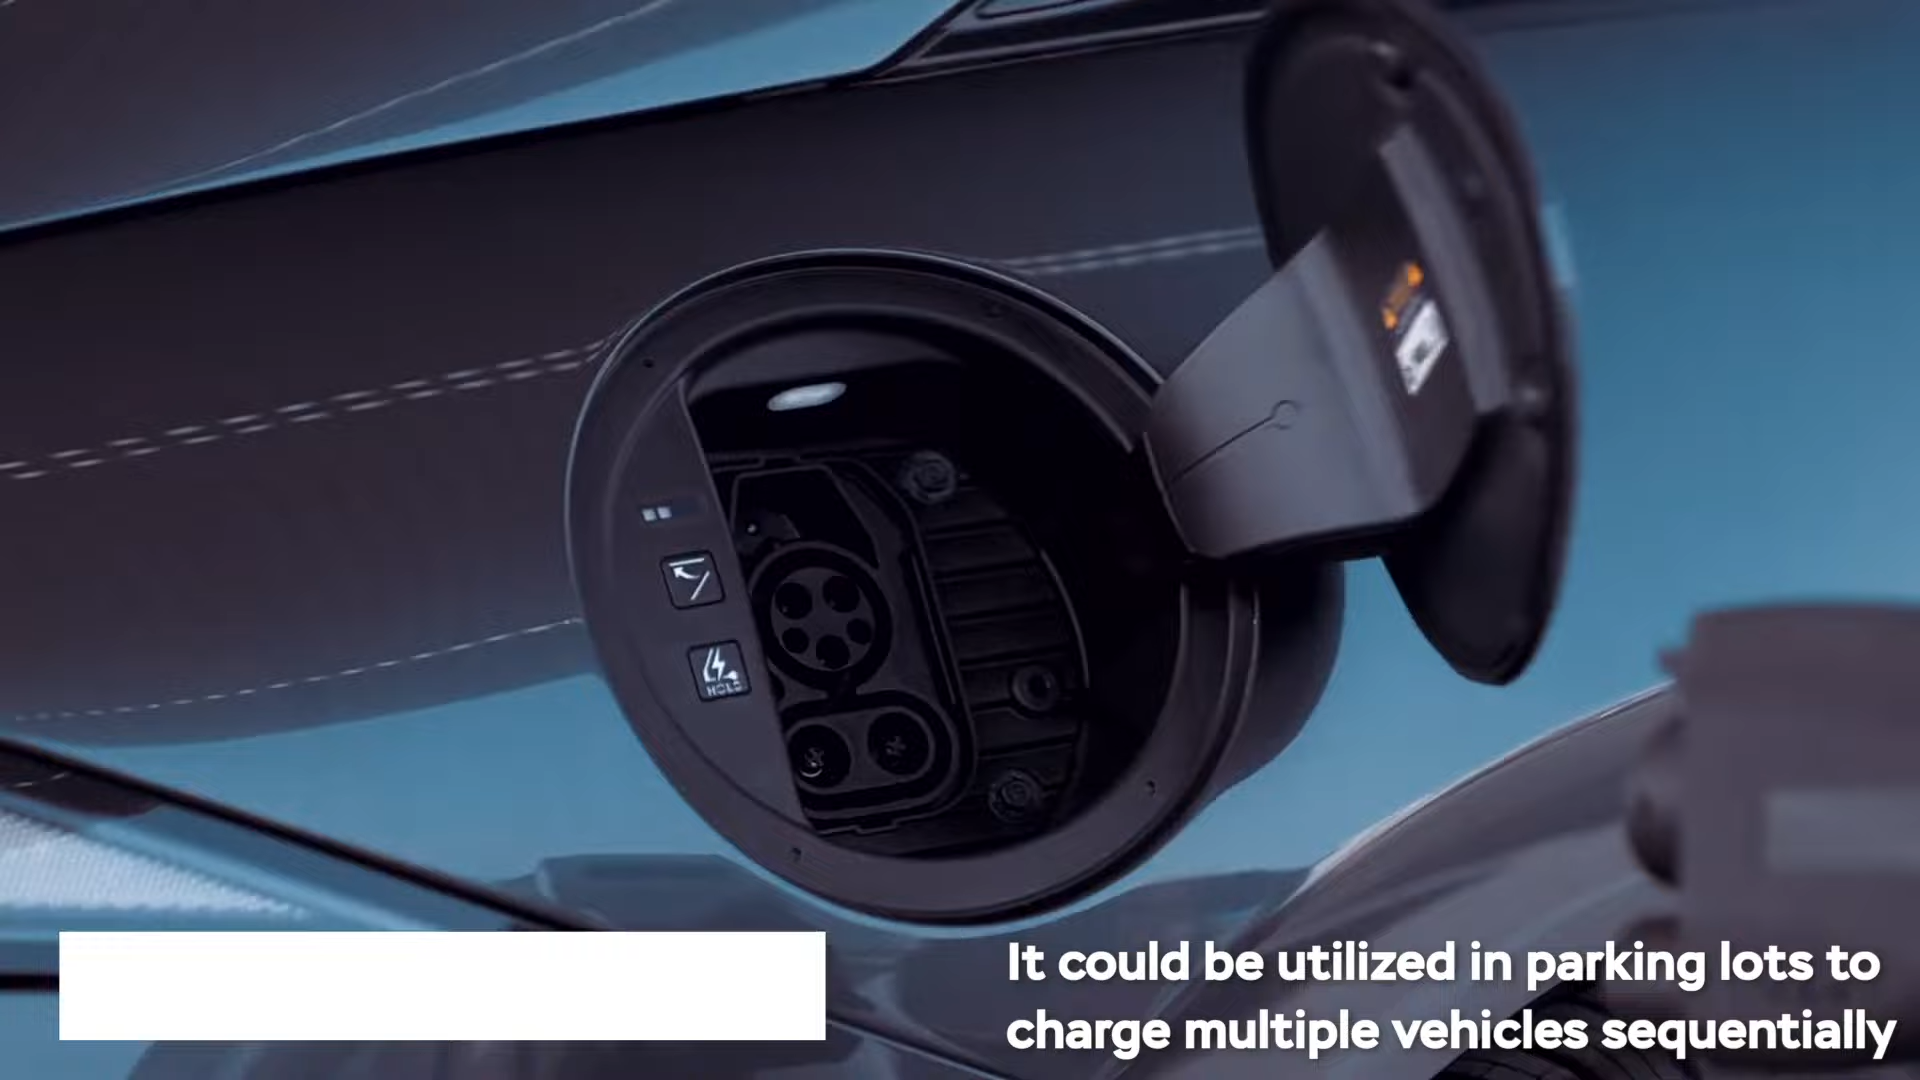 HOLD
It could be utilized in parking lots to
charge multiple vehicles sequentially